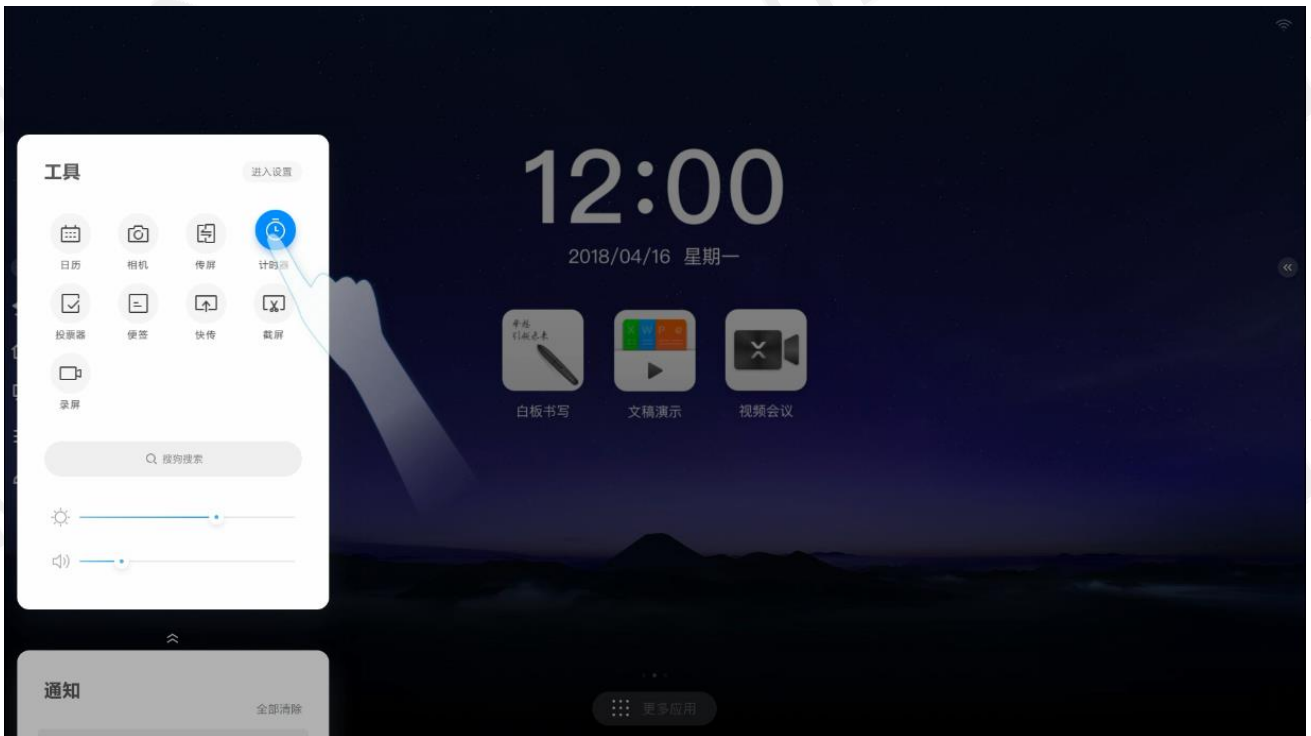 工具
进入设置
日历 相机 传屏 计时器
投票器 便答 快传 截屏
录屏
搜狗搜索
通知
全部清除
12:00
2018/04/16 星期一
X W P e
白板书写 文稿演示 视频会议
更多应用